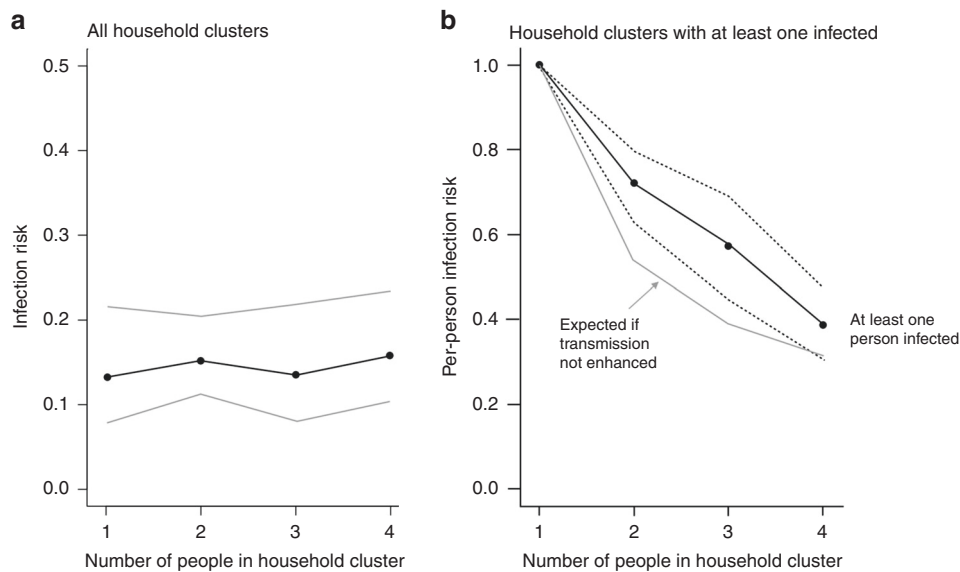 a
All household clusters
0.5
0.4
0.3
0.2
0.1
0.0
Infection risk
1 2 3 4
Number of people in household cluster
b
Household clusters with at least one infected
1.0
0.8
0.6
0.4
0.2
0.0
Per-person infection risk
Expected if
transmission
not enhanced
At least one
person infected
1 2 3 4
Number of people in household cluster